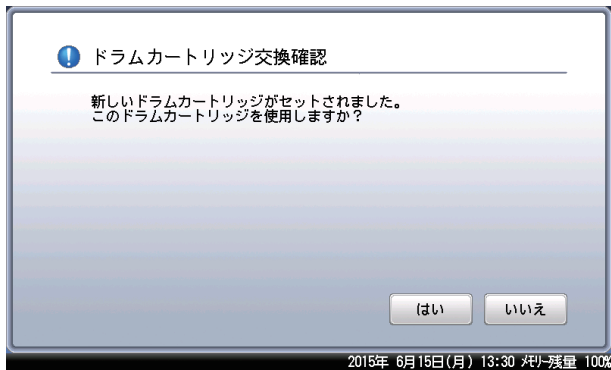 ドラムカートリッジ交換確認
新しいドラムカートリッジがセットされました。
このドラムカートリッジを使用しますか？
はい
いいえ
2015年 6月15日(月) 13:30 ﾒﾓﾘｰ残量 100%